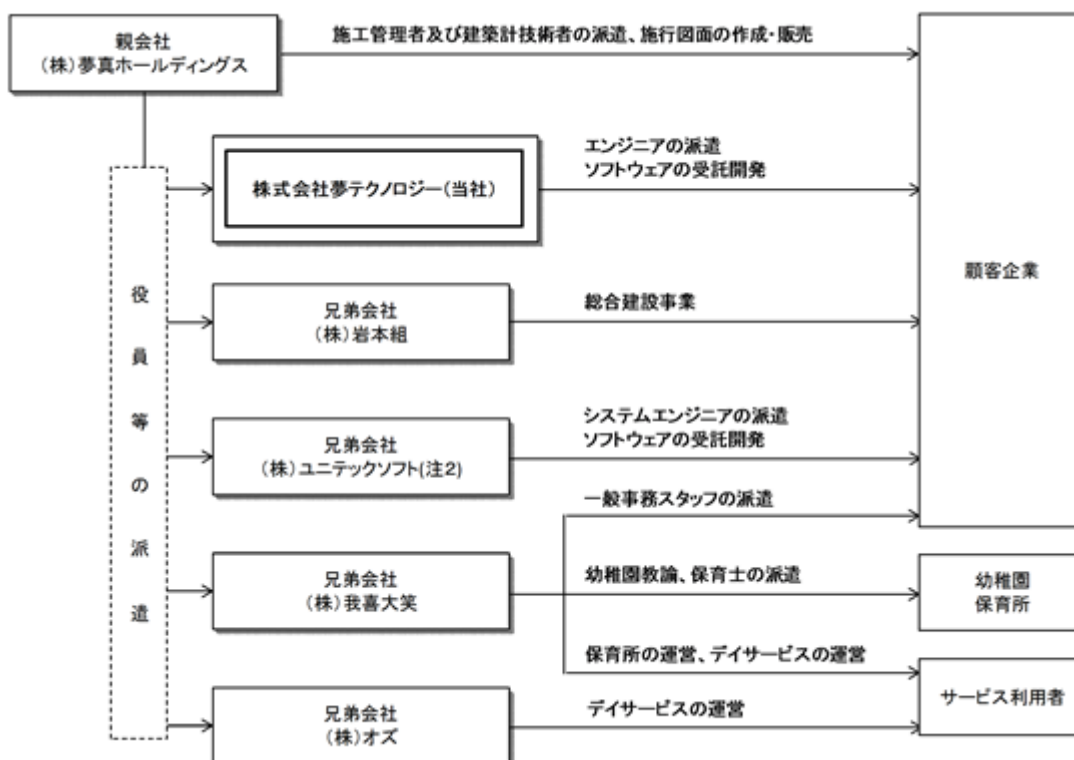 親会社
（株）夢真ホールディングス
施工管理者及び建築計技術者の派遣、施行図面の作成・販売
エンジニアの派遣
ソフトウェアの受託開発
株式会社夢テクノロジー（当社）
顧客企業
役員等の派遣
兄弟会社
（株）岩本組
総合建設事業
システムエンジニアの派遣
ソフトウェアの受託開発
兄弟会社
（株）ユニテックソフト(注2)
一般事務スタッフの派遣
兄弟会社
（株）我喜大笑
幼稚園教論、保育士の派遣
幼稚園
保育所
保育所の運営、デイサービスの運営
サービス利用者
兄弟会社
（株）オズ
デイサービスの運営